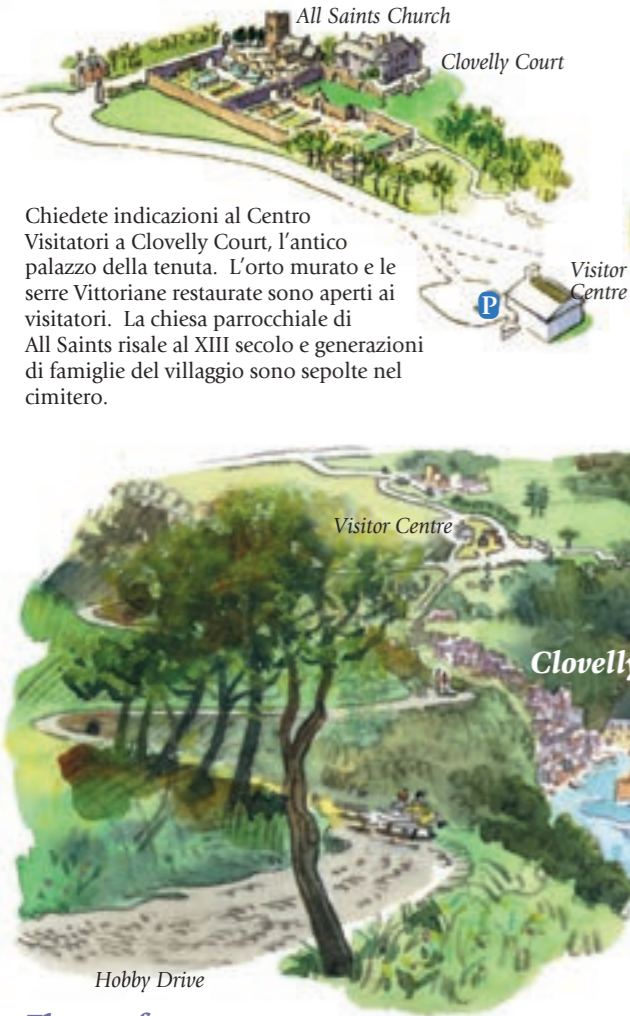 All Saints Church
Clovelly Court
Chiedete indicazioni al Centro
Visitatori a Clovelly Court, l'antico
palazzo della tenuta. L'orto murato e le
serre Vittoriane restaurate sono aperti ai
visitatori. La chiesa parrocchiale di
All Saints risale al XIII secolo e generazioni
di famiglie del villaggio sono sepolte nel
cimitero.
Visitor
Centre
P
Visitor Centre
Clovelly
Hobby Drive